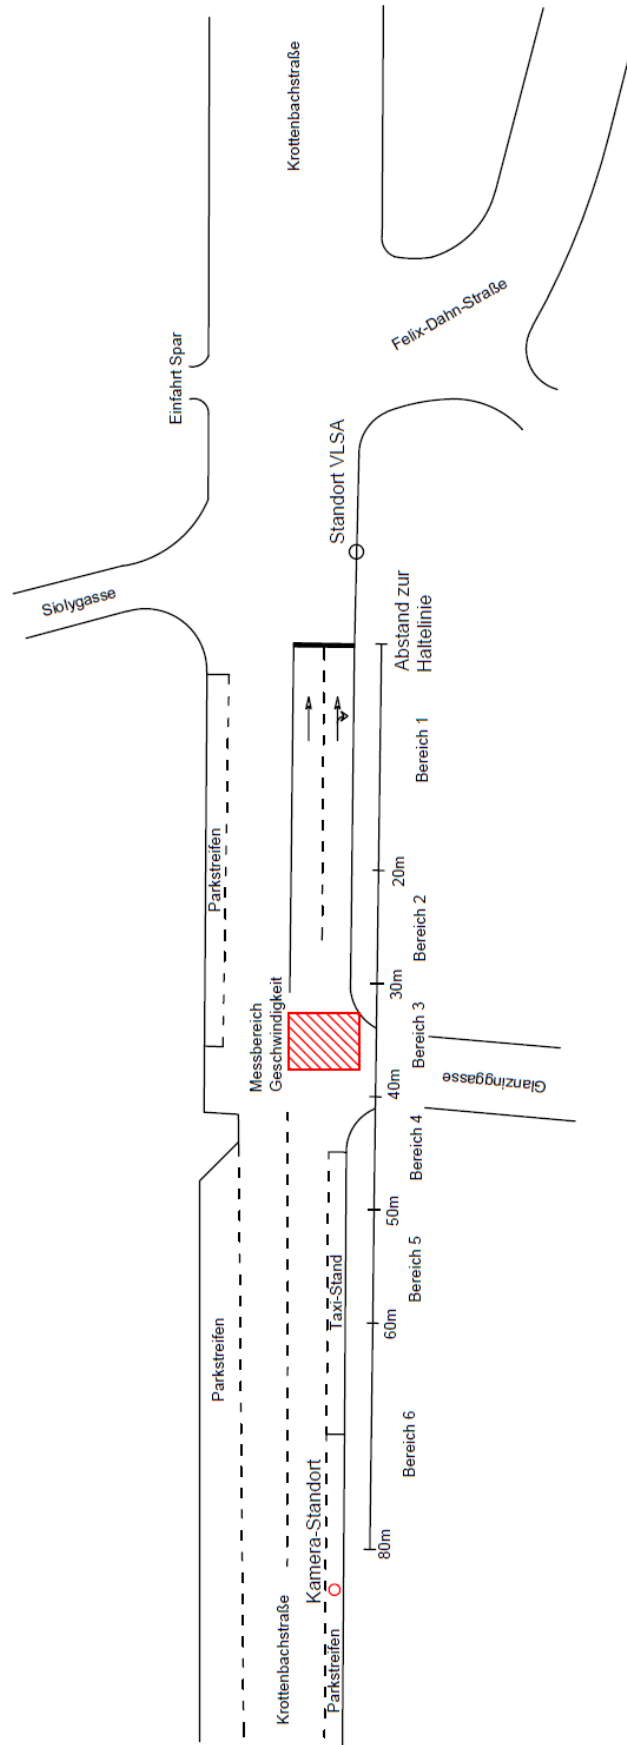 Krottenbachstraße
Felix-Dahn-Straße
Einfahrt Spar
Standort VLSA
Siolygasse
Abstand zur
Haltelinie
Bereich 1
Parkstreifen
20m
Bereich 2
30m
Messbereich
Geschwindigkeit
Bereich 3
Glanzinggasse
40m
Bereich 4
50m
Bereich 5
Taxi-Stand
60m
Parkstreifen
Bereich 6
Kamera-Standort
80m
Krottenbachstraße
Parkstreifen